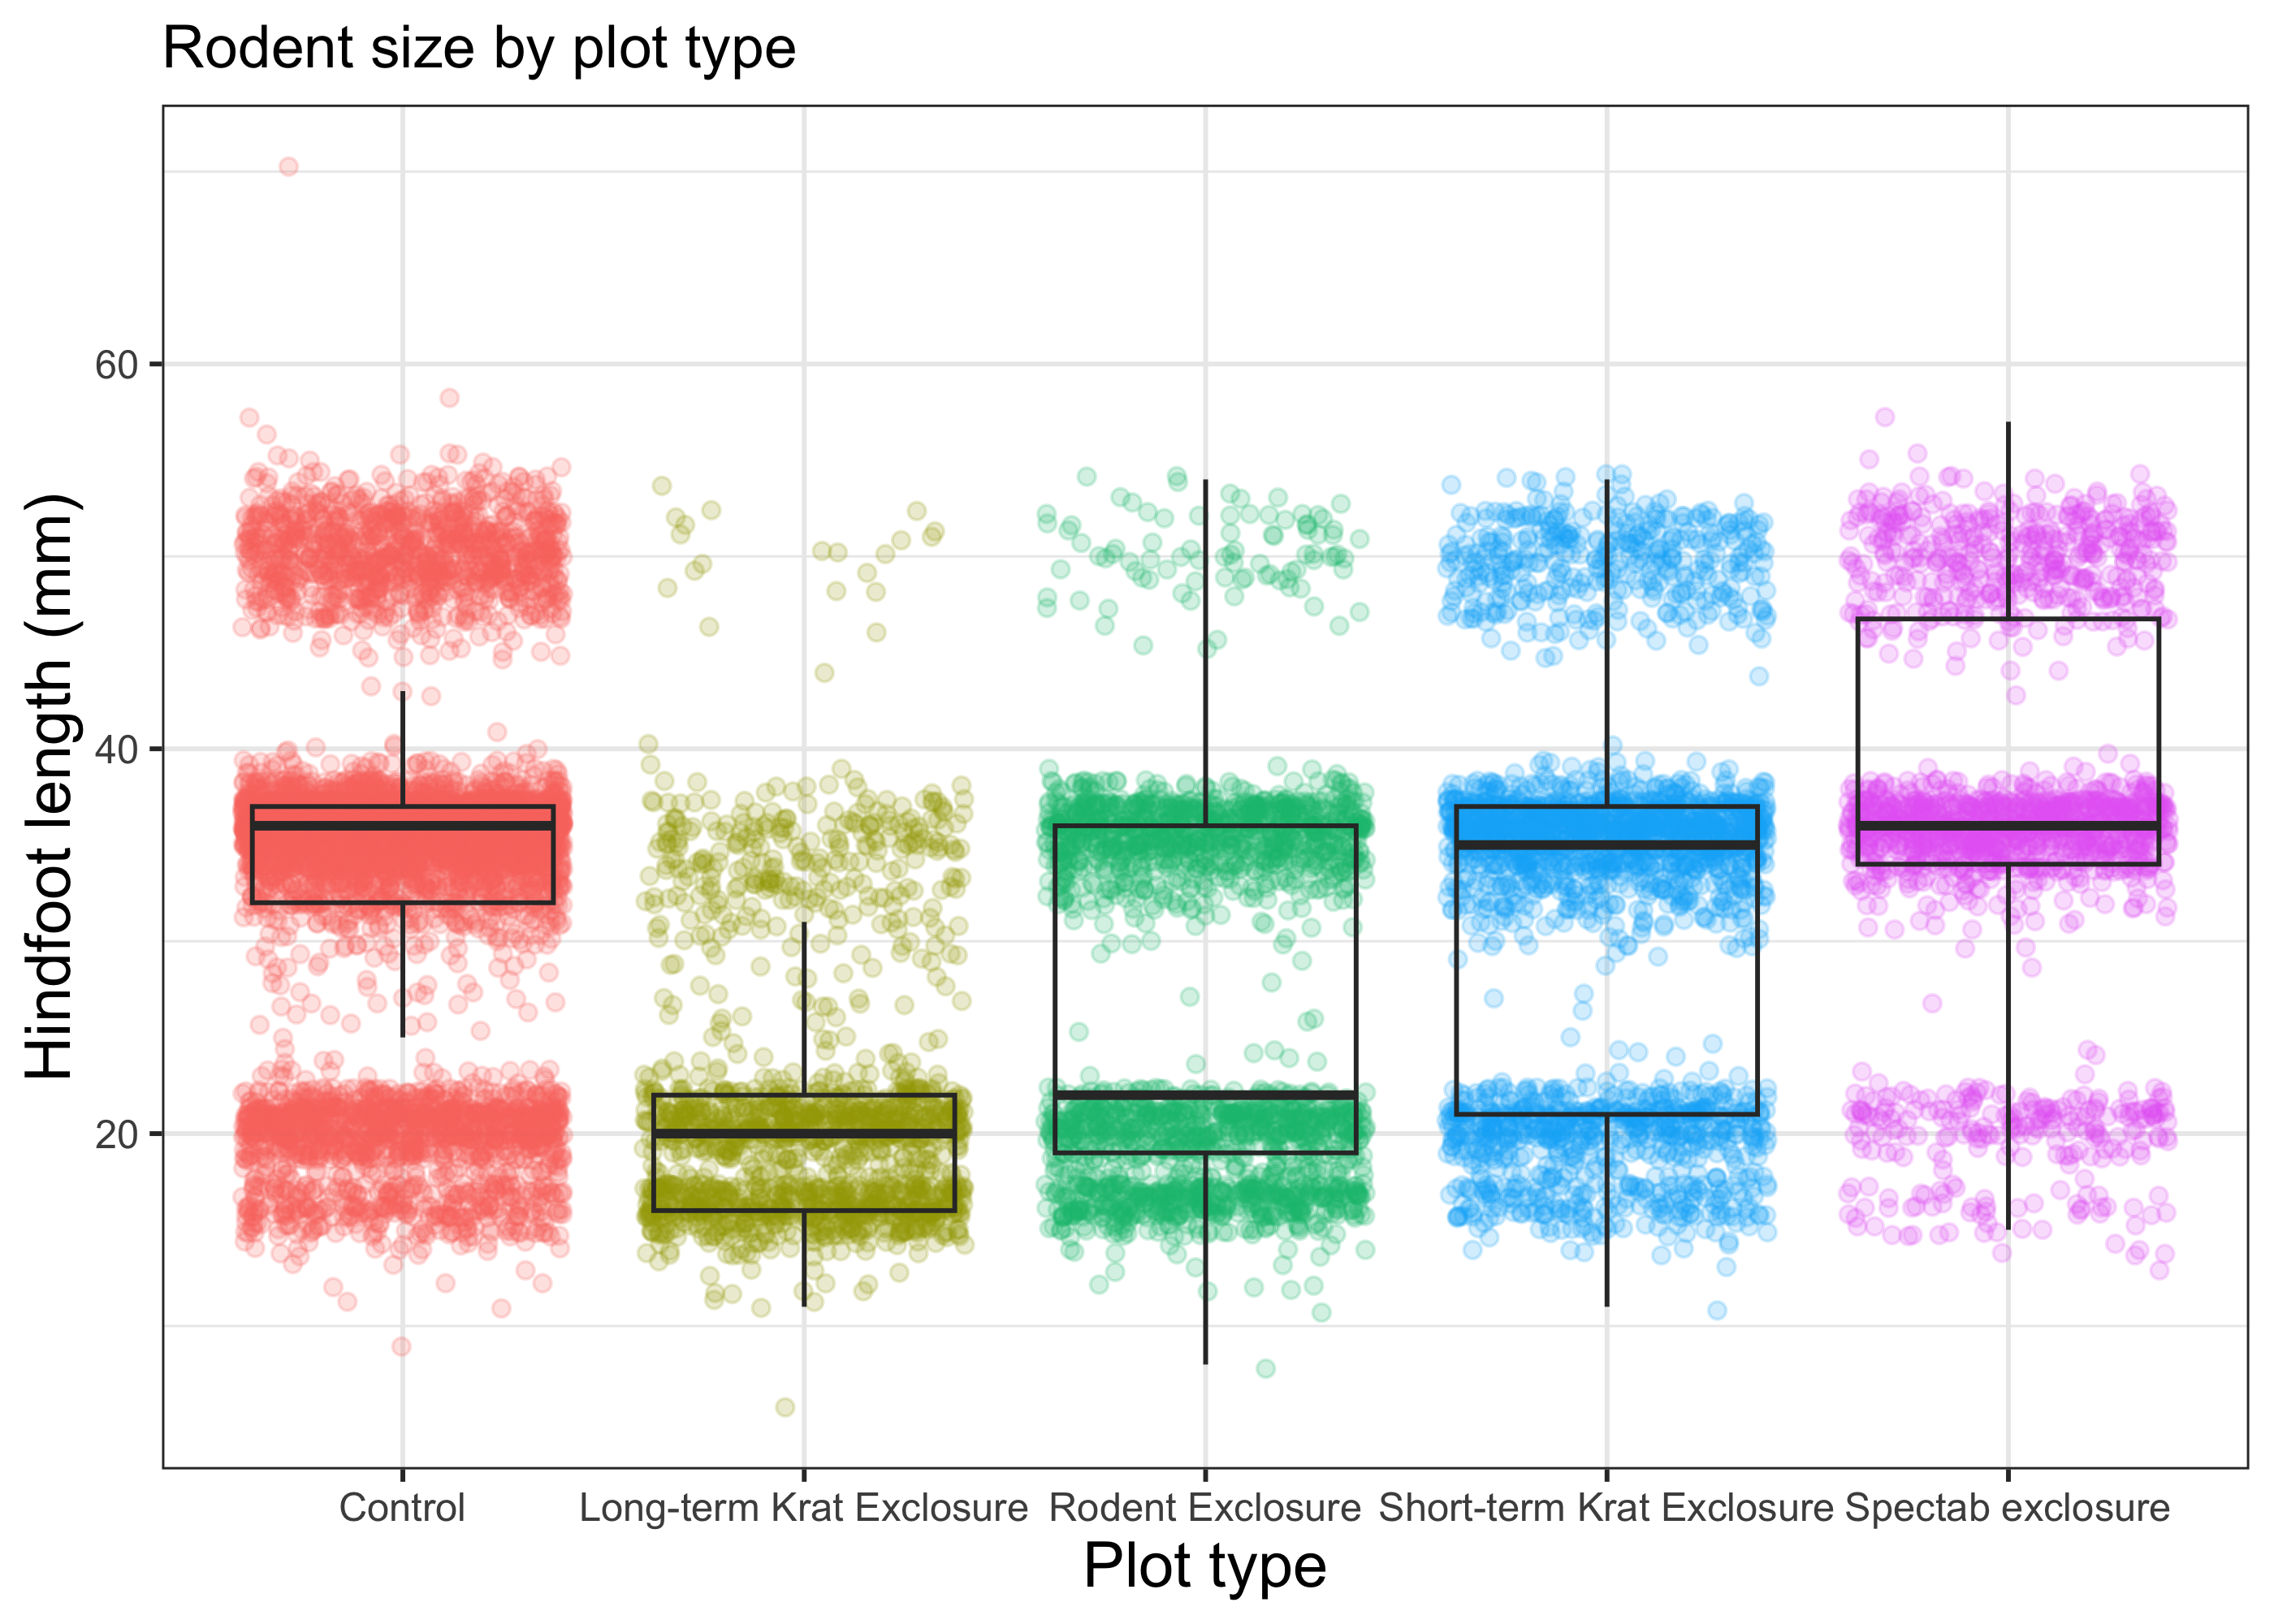 Rodent size by plot type
Hindfoot length (mm)
60
40
20
Control Long-term Krat Exclosure Rodent Exclosure Short-term Krat Exclosure Spectab exclosure
Plot type